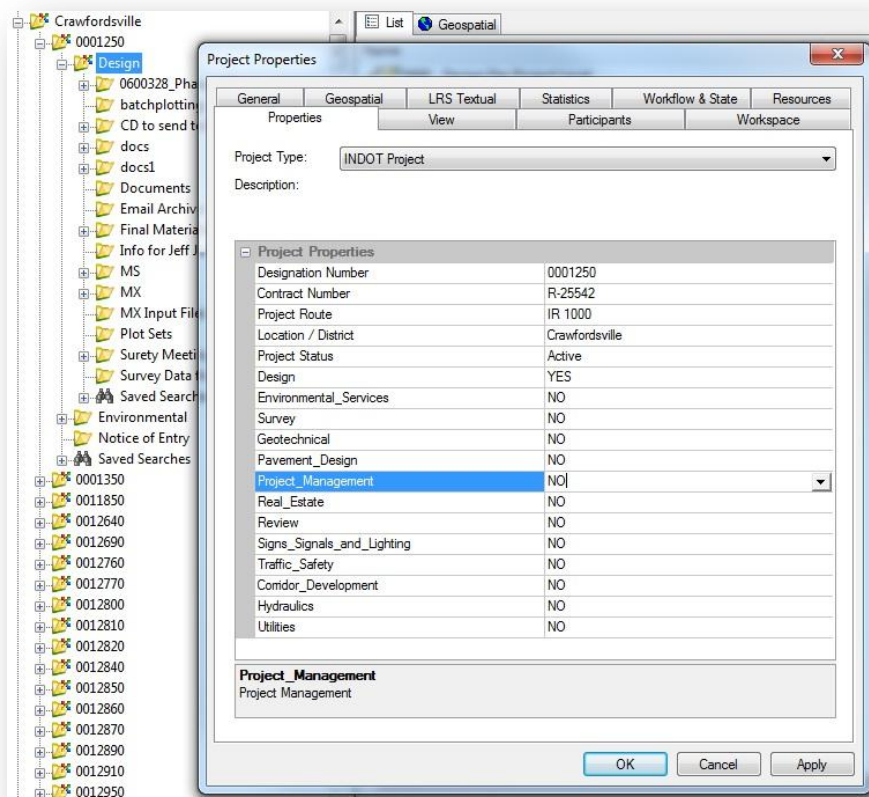 Crawfordsville
0001250
Design
0600328_Pha
batchplotting
CD to send t
docs
docs1
Documents
Email Archiv
Final Materia
Info for Jeff J
MS
MX
MX Input File
Plot Sets
Surety Meeti
Survey Data
Saved Search
Environmental
Notice of Entry
Saved Searches
0001350
0011850
0012640
0012690
0012760
0012770
0012800
0012810
0012820
0012840
0012850
0012860
0012870
0012890
0012910
0012950
List Geospatial
Project Properties
General Geospatial LRS Textual Statistics Workflow & State Resources
Properties View Participants Workspace
Project Type: INDOT Project
Description:
Project Properties
Designation Number 0001250
Contract Number R-25542
Project Route IR 1000
Location / District Crawfordsville
Project Status Active
Design YES
Environmental_Services NO
Survey NO
Geotechnical NO
Pavement_Design NO
Project_Management NO
Real_Estate NO
Review NO
Signs_Signals_and_Lighting NO
Traffic_Safety NO
Corridor_Development NO
Hydraulics NO
Utilities NO
Project_Management
Project Management
OK Cancel Apply